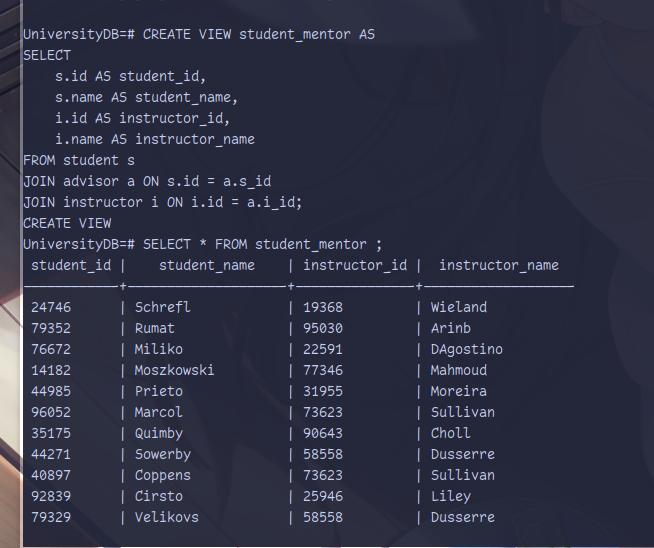 UniversityDB=# CREATE VIEW student_mentor AS
SELECT
    s.id AS student_id,
    s.name AS student_name,
    i.id AS instructor_id,
    i.name AS instructor_name
FROM student s
JOIN advisor a ON s.id = a.s_id
JOIN instructor i ON i.id = a.i_id;
CREATE VIEW
UniversityDB=# SELECT * FROM student_mentor ;
 student_id |    student_name    | instructor_id |  instructor_name
------------+--------------------+---------------+-------------------
 24746      | Schrefl            | 19368         | Wieland
 79352      | Rumat              | 95030         | Arinb
 76672      | Miliko             | 22591         | DAgostino
 14182      | Moszkowski         | 77346         | Mahmoud
 44985      | Prieto             | 31955         | Moreira
 96052      | Marcol             | 73623         | Sullivan
 35175      | Quimby             | 90643         | Choll
 44271      | Sowerby            | 58558         | Dusserre
 40897      | Coppens            | 73623         | Sullivan
 92839      | Cirsto             | 25946         | Liley
 79329      | Velikovs           | 58558         | Dusserre